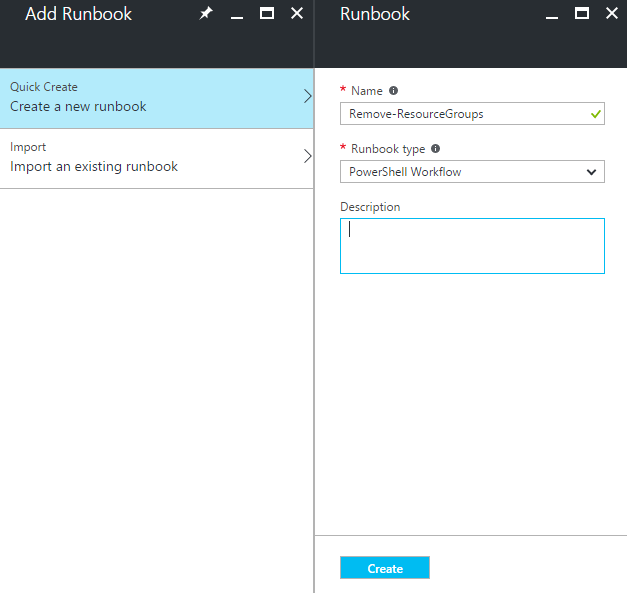 Add Runbook
Quick Create
Create a new runbook
Import
Import an existing runbook
Runbook
* Name
Remove-ResourceGroups
* Runbook type
PowerShell Workflow
Description
Create